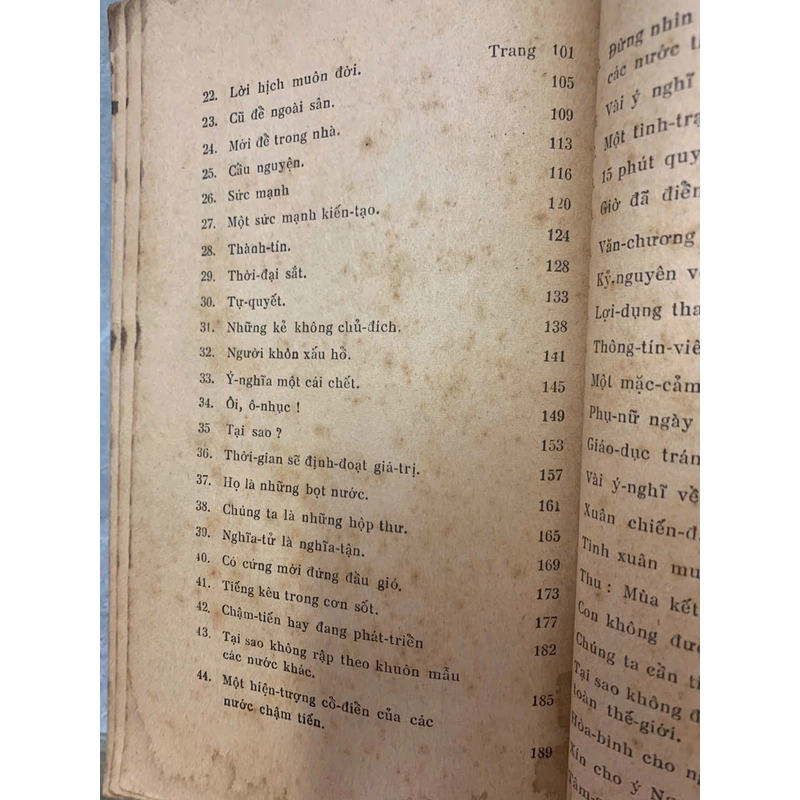 Trang 101
22. Lời hịch muôn đời. 105
23. Cũ đề ngoài sân. 109
24. Mới đề trong nhà. 113
25. Cầu nguyện. 116
26. Sức mạnh 120
27. Một sức mạnh kiến-tạo. 124
28. Thành-tín. 128
29. Thời-đại sắt. 133
30. Tự-quyết. 138
31. Những kẻ không chủ-đích. 141
32. Người khôn xấu hổ. 145
33. Ý-nghĩa một cái chết. 149
34. Ôi, ô-nhục ! 153
35 Tại sao ? 157
36. Thời-gian sẽ định-đoạt giá-trị. 161
37. Họ là những bọt nước. 165
38. Chúng ta là những hộp thư. 169
39. Nghĩa-tử là nghĩa-tận. 173
40. Có cứng mới đứng đầu gió. 177
41. Tiếng kêu trong cơn sốt. 182
42. Chậm-tiến hay đang phát-triển
43. Tại sao không rập theo khuôn mẫu
các nước khác. 185
44. Một hiện-tượng cồ-điền của các
nước chậm tiến. 189
Đừng nhìn
các nước
Vài ý nghĩ
Một tình-trạ
15 phút quy
Giờ đã điề
Văn-chương
Kỷ-nguyên
Lợi-dụng tha
Thông-tín-viê
Một mặc-cảm
Phụ-nữ ngày
Giáo-dục trán
Vài ý-nghĩ về
Xuân chiến-đ
Tình xuân mu
Thu : Mùa kết
Con không đư
Chúng ta cần
Tại sao không
toàn thế-giới.
Hòa-bình cho
Xin cho ý